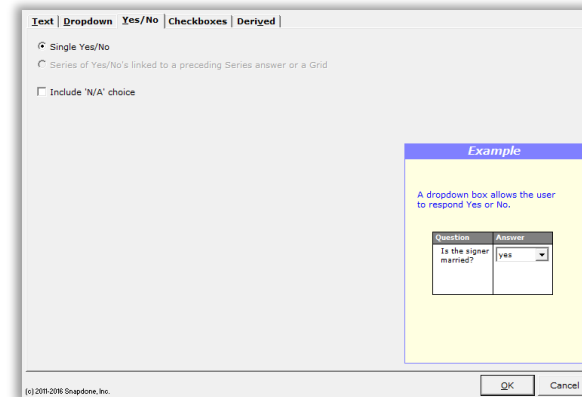 Text | Dropdown | Yes/No | Checkboxes | Derived |
Single Yes/No
Series of Yes/No's linked to a preceding Series answer or a Grid
Include 'N/A' choice
Example
A dropdown box allows the user
to respond Yes or No.
Question Answer
Is the signer yes
married?
OK Cancel
(c) 2011-2016 Snapdone, Inc.